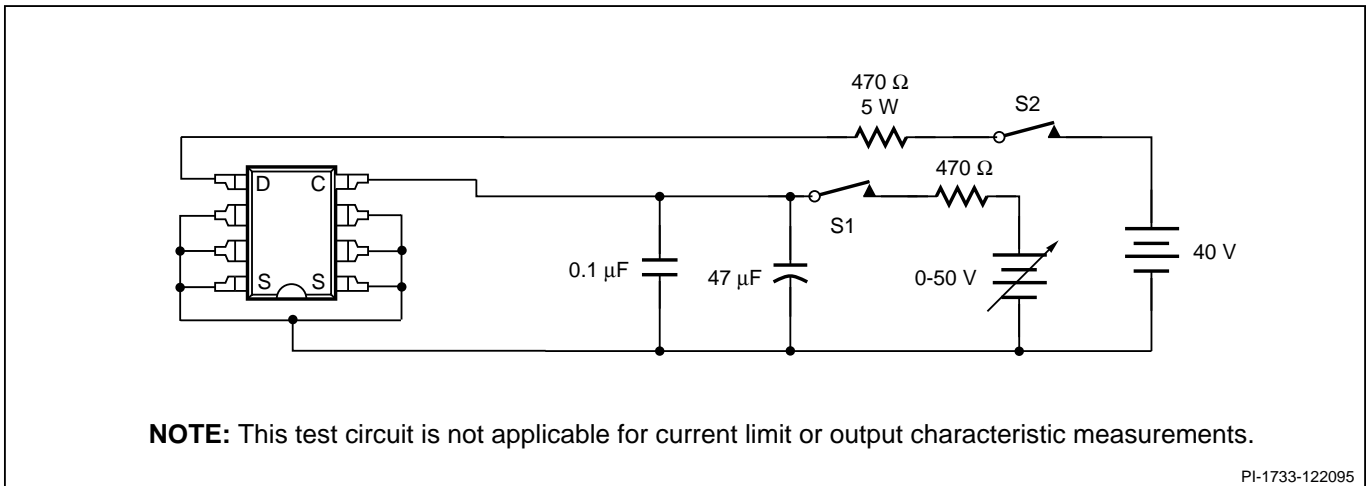 470 Ω
5 W
S2
470 Ω
D C
S1
0.1 µF
47 µF
0-50 V
40 V
S S
NOTE: This test circuit is not applicable for current limit or output characteristic measurements.
PI-1733-122095